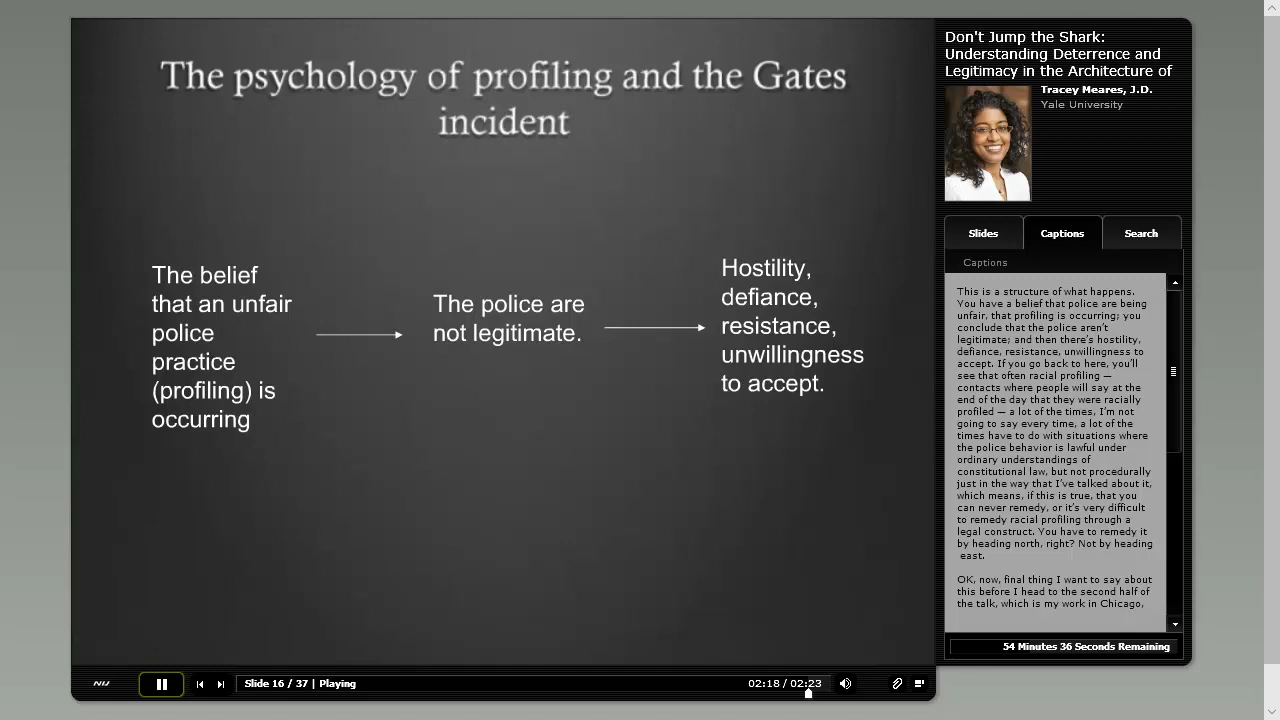 The psychology of profiling and the Gates
incident
The belief
that an unfair
police
practice
(profiling) is
occurring
The police are
not legitimate.
Hostility,
defiance,
resistance,
unwillingness
to accept.
Slide 16 / 37 | Playing
02:18 / 02:23
Don't Jump the Shark:
Understanding Deterrence and
Legitimacy in the Architecture of
Tracey Meares, J.D.
Yale University
Slides
Captions
Search
Captions
This is a structure of what happens.
You have a belief that police are being
unfair, that profiling is occurring; you
conclude that the police aren't
legitimate; and then there's hostility,
defiance, resistance, unwillingness to
accept. If you go back to here, you'll
see that often racial profiling —
contacts where people will say at the
end of the day that they were racially
profiled — a lot of the times, I'm not
going to say every time, a lot of the
times have to do with situations where
the police behavior is lawful under
ordinary understandings of
constitutional law, but not procedurally
just in the way that I've talked about it,
which means, if this is true, that you
can never remedy, or it's very difficult
to remedy racial profiling through a
legal construct. You have to remedy it
by heading north, right? Not by heading
east.
OK, now, final thing I want to say about
this before I head to the second half of
the talk, which is my work in Chicago,
54 Minutes 36 Seconds Remaining